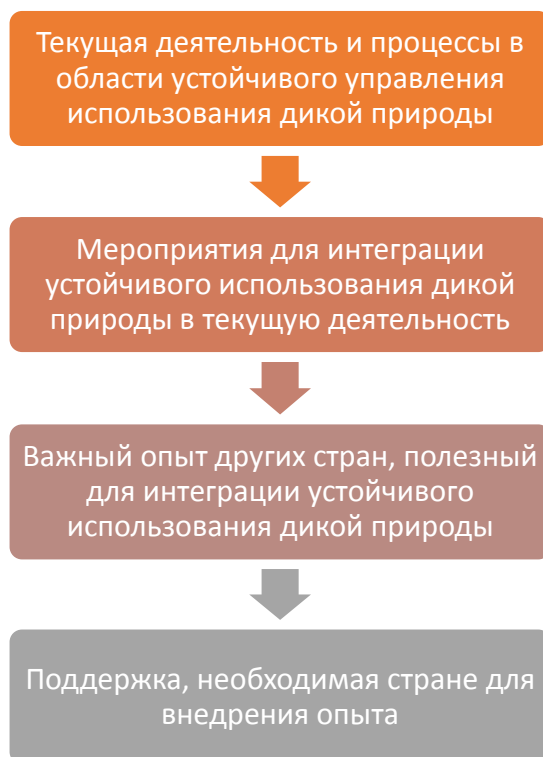 Текущая деятельность и процессы в
области устойчивого управления
использования дикой природы
Мероприятия для интеграции
устойчивого использования дикой
природы в текущую деятельность
Важный опыт других стран, полезный
для интеграции устойчивого
использования дикой природы
Поддержка, необходимая стране для
внедрения опыта